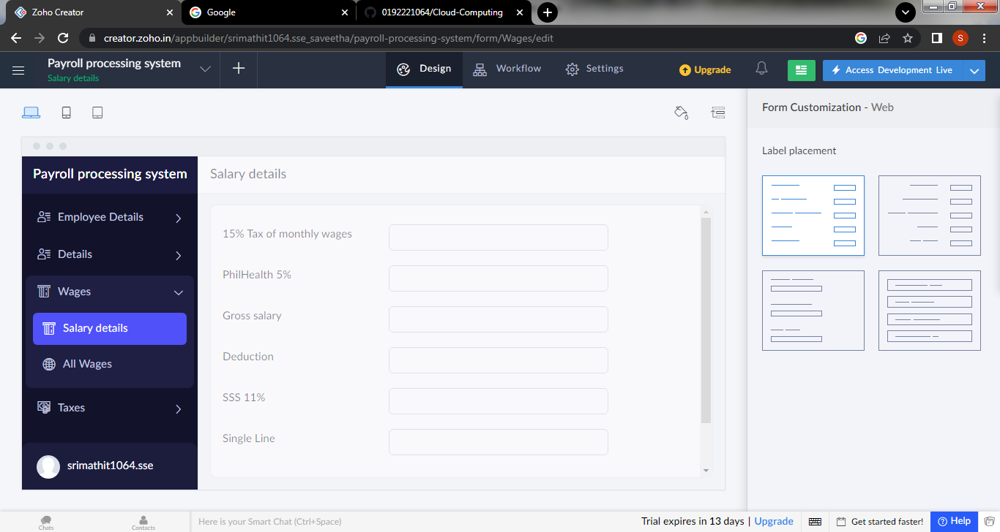 Zoho Creator
Google
0192221064/Cloud-Computing
creator.zoho.in/appbuilder/srimathit1064.sse_saveetha/payroll-processing-system/form/Wages/edit
S
Payroll processing system
Salary details
Design
Workflow
Settings
Upgrade
Access Development Live
Form Customization - Web
Label placement
Payroll processing system
Employee Details
Details
Wages
Salary details
All Wages
Taxes
srimathit1064.sse
Salary details
15% Tax of monthly wages
PhilHealth 5%
Gross salary
Deduction
SSS 11%
Single Line
Chats
Contacts
Here is your Smart Chat (Ctrl+Space)
Trial expires in 13 days | Upgrade
Get started faster!
Help